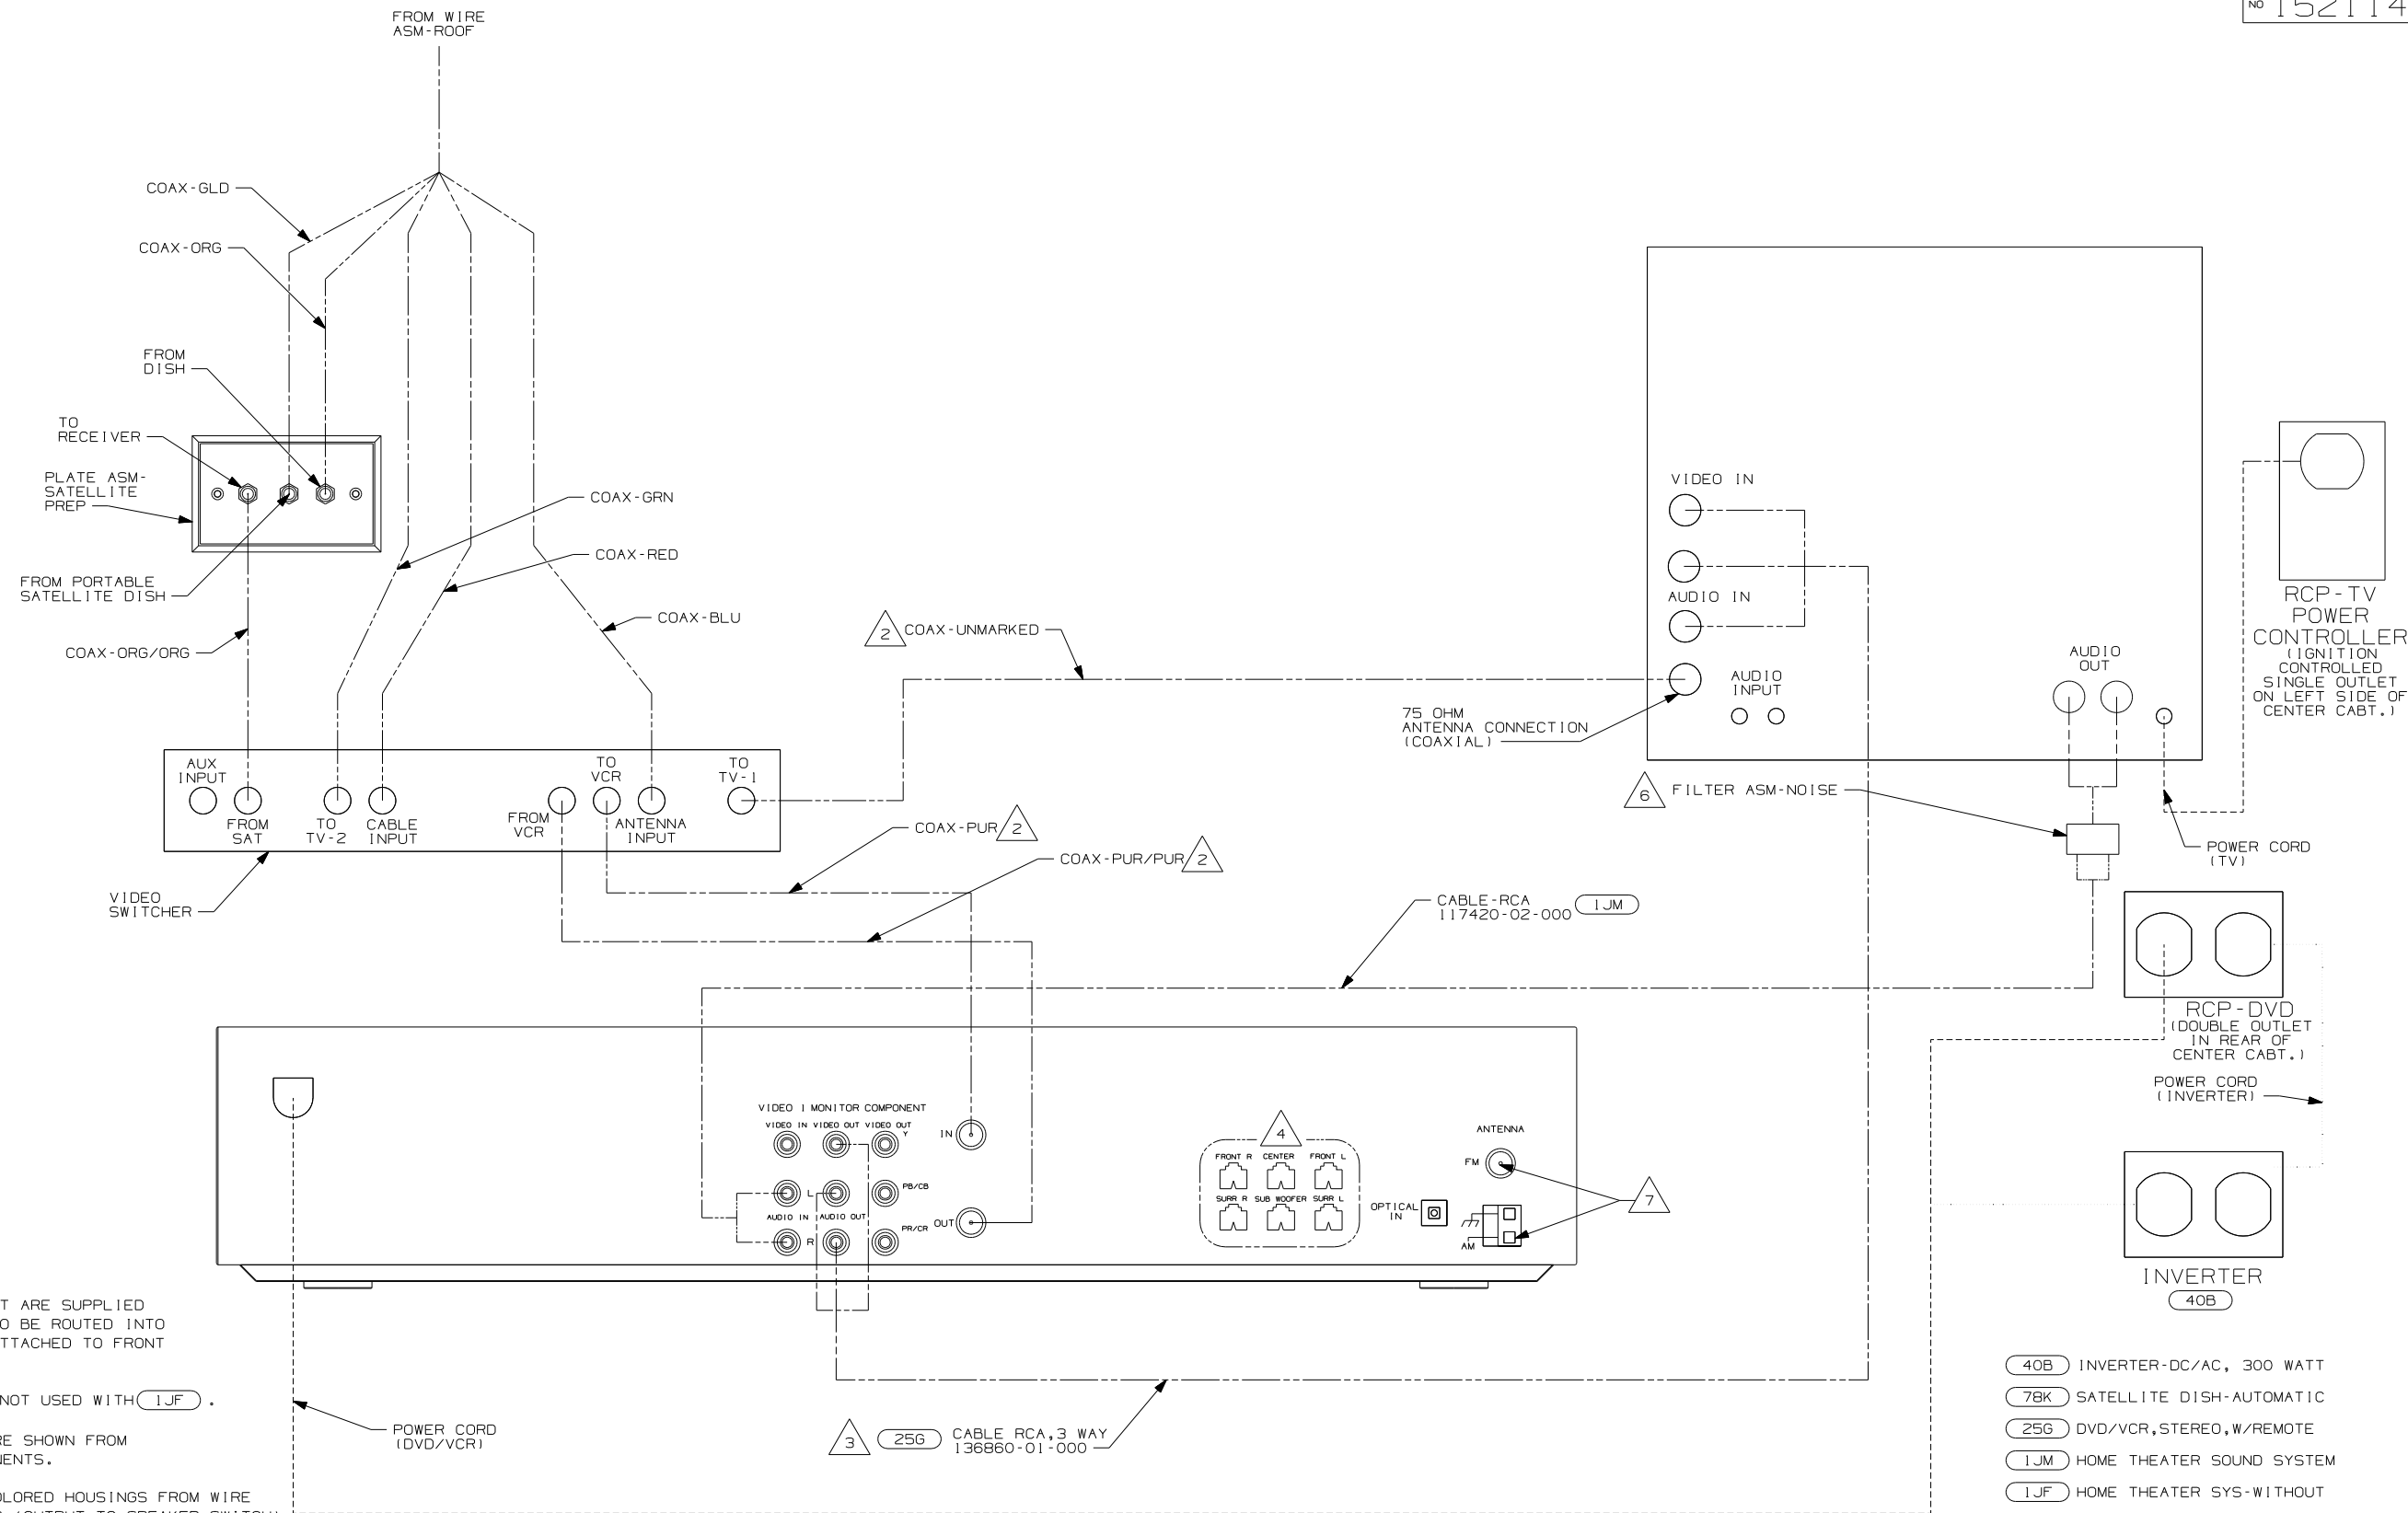 NO 152114
FROM WIRE
ASM-ROOF
COAX-GLD
COAX-ORG
FROM
DISH
TO
RECEIVER
PLATE ASM-
SATELLITE
PREP
FROM PORTABLE
SATELLITE DISH
COAX-ORG/ORG
COAX-GRN
COAX-RED
COAX-BLU
2 COAX-UNMARKED
VIDEO IN
AUDIO IN
AUDIO
INPUT
75 OHM
ANTENNA CONNECTION
(COAXIAL)
AUDIO
OUT
RCP-TV
POWER
CONTROLLER
(IGNITION
CONTROLLED
SINGLE OUTLET
ON LEFT SIDE OF
CENTER CABT.)
AUX
INPUT
FROM
SAT
TO
TV-2
CABLE
INPUT
FROM
VCR
TO
VCR
ANTENNA
INPUT
TO
TV-1
VIDEO
SWITCHER
COAX-PUR 2
COAX-PUR/PUR 2
6 FILTER ASM-NOISE
POWER CORD
(TV)
CABLE-RCA
117420-02-000 1JM
RCP-DVD
(DOUBLE OUTLET
IN REAR OF
CENTER CABT.)
POWER CORD
(INVERTER)
VIDEO 1 MONITOR COMPONENT
VIDEO IN VIDEO OUT VIDEO OUT
Y
IN
L
PB/CB
AUDIO IN AUDIO OUT
R
PR/CR
OUT
4
FRONT R CENTER FRONT L
SURR R SUB WOOFER SURR L
OPTICAL
IN
ANTENNA
FM
AM
7
INVERTER
40B
T ARE SUPPLIED
O BE ROUTED INTO
TTACHED TO FRONT
NOT USED WITH 1JF .
RE SHOWN FROM
NENTS.
OLORED HOUSINGS FROM WIRE
POWER CORD
(DVD/VCR)
3 25G CABLE RCA,3 WAY
136860-01-000
40B INVERTER-DC/AC, 300 WATT
78K SATELLITE DISH-AUTOMATIC
25G DVD/VCR,STEREO,W/REMOTE
1JM HOME THEATER SOUND SYSTEM
1JF HOME THEATER SYS-WITHOUT